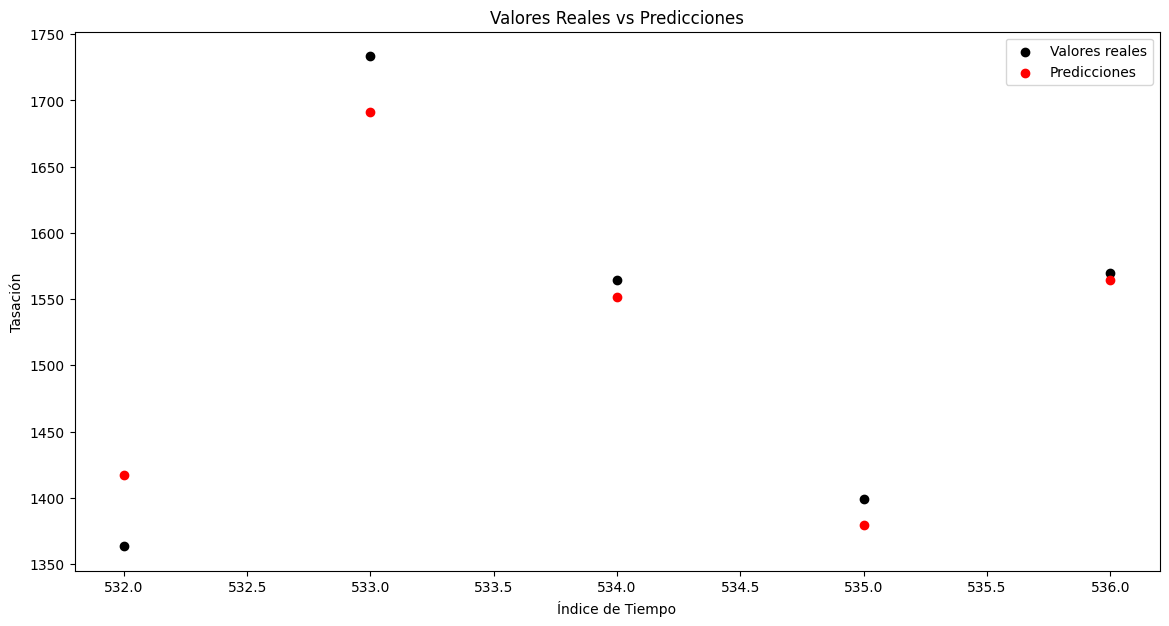 Valores Reales vs Predicciones
Valores reales
Predicciones
Tasación
1750
1700
1650
1600
1550
1500
1450
1400
1350
532.0 532.5 533.0 533.5 534.0 534.5 535.0 535.5 536.0
Índice de Tiempo